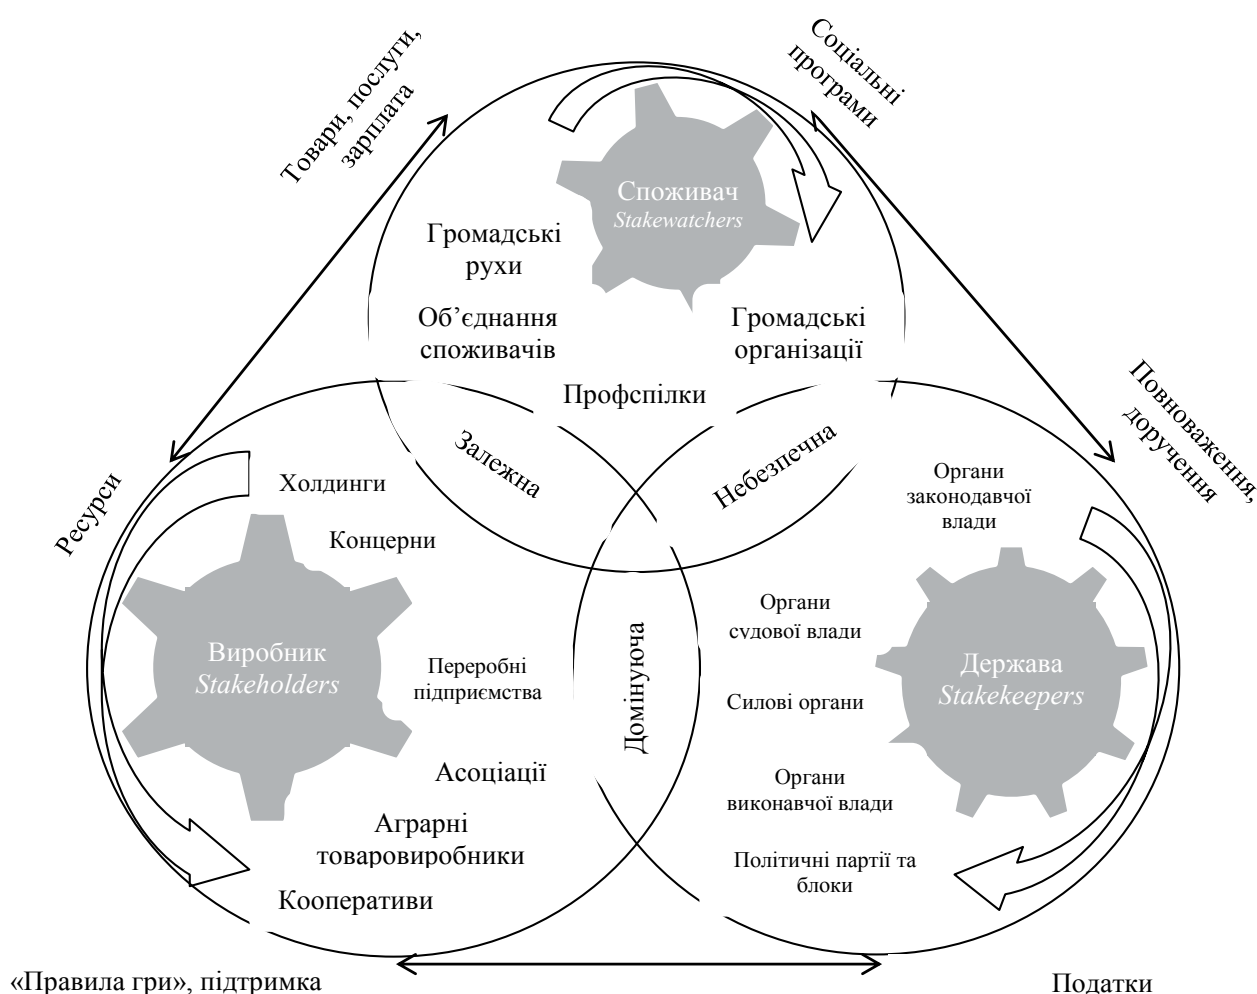 Товари, послуги,
зарплата
Соціальні
програми
Споживач
Stakewatchers
Громадські
рухи
Об’єднання
споживачів
Громадські
організації
Профспілки
Залежна
Небезпечна
Повноваження,
доручення
Ресурси
Холдинги
Концерни
Виробник
Stakeholders
Переробні
підприємства
Асоціації
Аграрні
товаровиробники
Кооперативи
Домінуюча
Органи
законодавчої
влади
Органи
судової влади
Держава
Stakekeepers
Силові органи
Органи
виконавчої влади
Політичні партії та
блоки
«Правила гри», підтримка
Податки